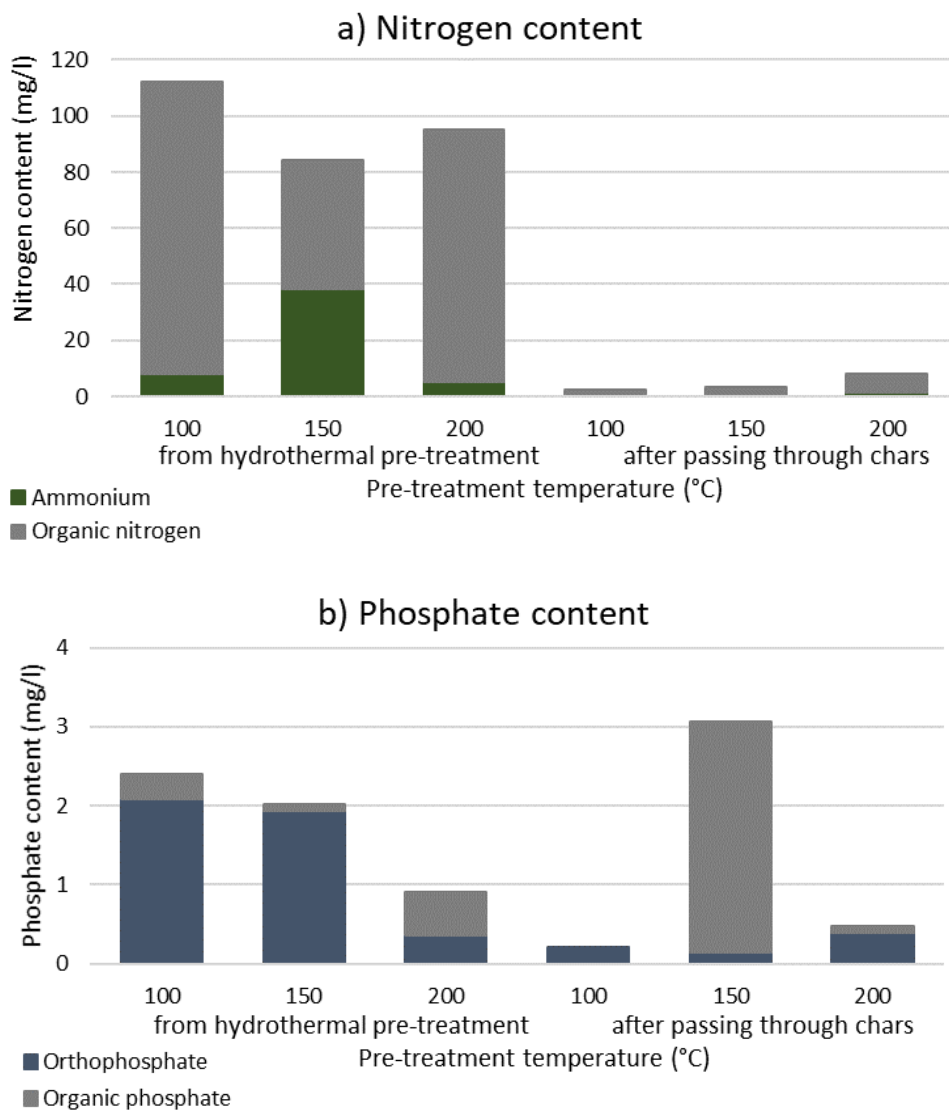 a) Nitrogen content
Nitrogen content (mg/l)
120
100
80
60
40
20
0
100 150 200 100 150 200
from hydrothermal pre-treatment after passing through chars
Pre-treatment temperature (°C)
Ammonium
Organic nitrogen
b) Phosphate content
Phosphate content (mg/l)
4
3
2
1
0
100 150 200 100 150 200
from hydrothermal pre-treatment after passing through chars
Pre-treatment temperature (°C)
Orthophosphate
Organic phosphate